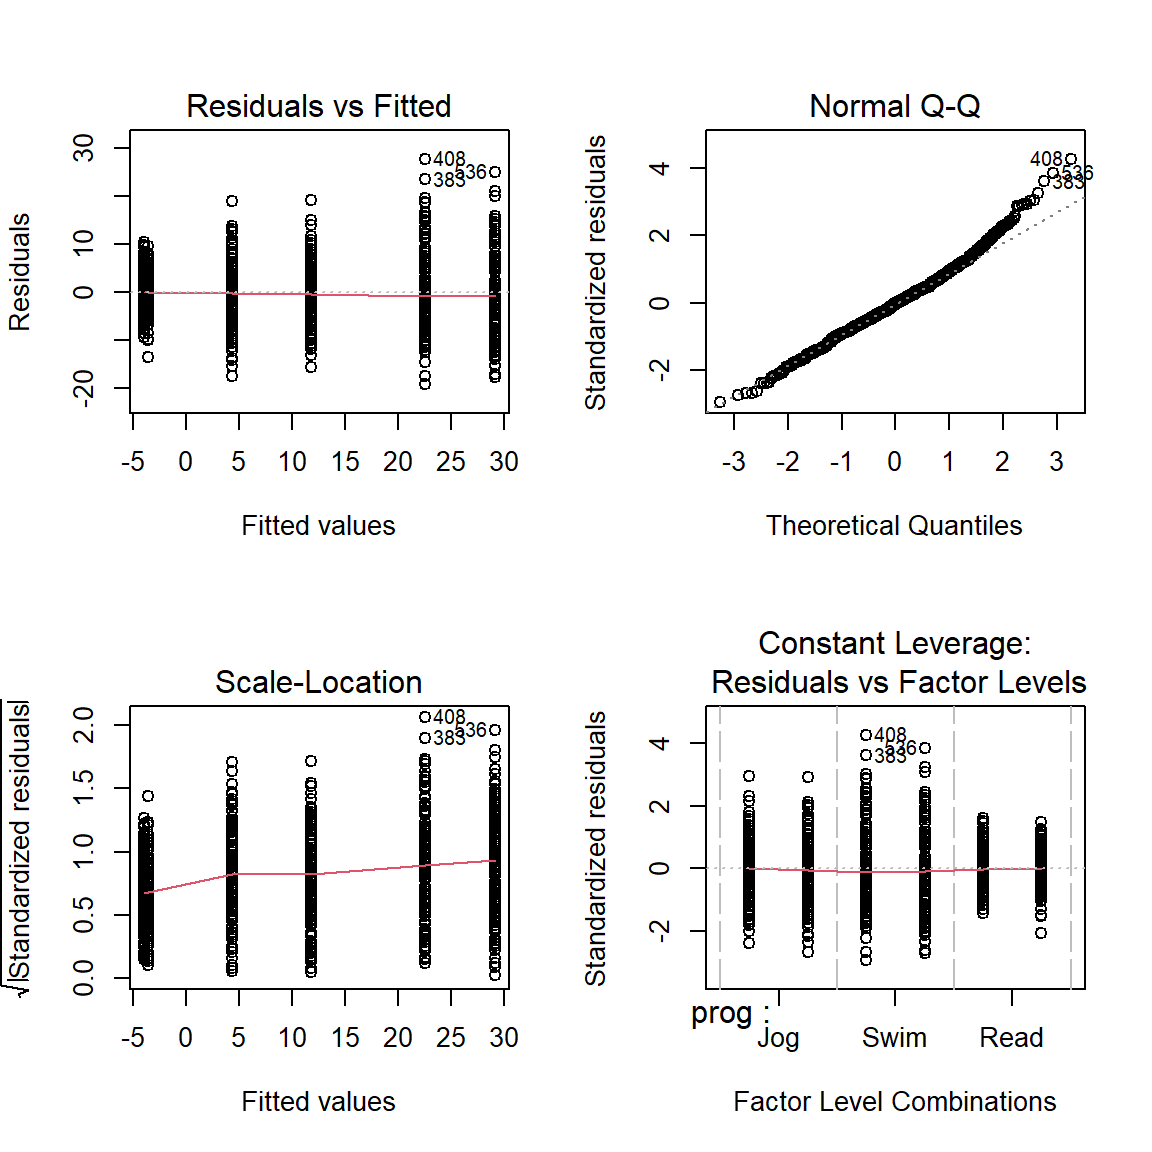 Residuals vs Fitted
Residuals
30
10
0
-20
408
536
383
-5 0 5 10 15 20 25 30
Fitted values
Normal Q-Q
Standardized residuals
4
2
0
-2
408
536
383
-3 -2 -1 0 1 2 3
Theoretical Quantiles
Scale-Location
√|Standardized residuals|
2.0
1.5
1.0
0.5
0.0
408
536
383
-5 0 5 10 15 20 25 30
Fitted values
Constant Leverage:
Residuals vs Factor Levels
Standardized residuals
4
2
0
-2
408
536
383
prog :
Jog Swim Read
Factor Level Combinations